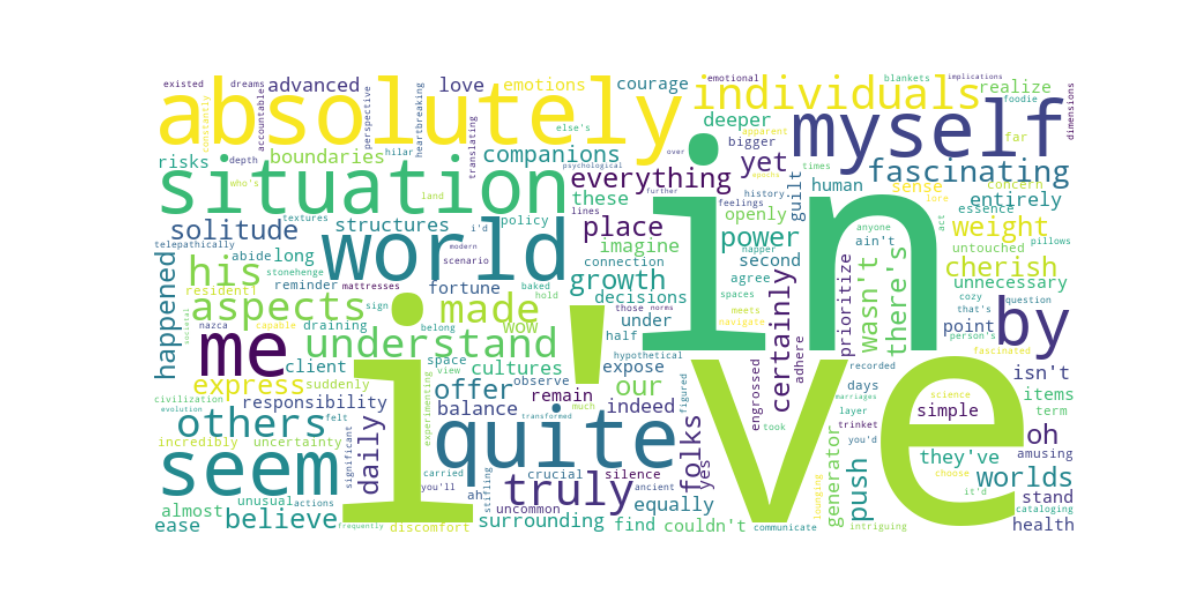 existed dreams advanced love emotions courage emotional blankets implications realize
absolutely individuals myself
constantly accountable perspective heartbreaking translating else's deeper foodie far dimensions
risks depth boundaries hilar companions over bigger apparent
situation who's land psychological everything yet fascinating
these further epochs times human sense concern entirely
lines history guilt lore essence
solitude textures structures i'd policy place openly feelings anyone act weight
world modern imagine power napper ain't untouched pillows
telepathically abide long stonehenge scenario connection second
his reminder mattresses fortune baked growth agree cherish
resident hold decisions spaces unnecessary
happened aspects sign made those norms meets certainly prioritize wasn't there's cozy question
nazca capable draining belong wow under navigate point that's person's by
societal me understand half adhere fascinated
client space view cultures hypothetical expose recorded isn't
express suddenly observe our days science items
civilization responsibility offer remain figured marriages
evolution felt experimenting balance transformed much indeed engrossed layer simple term
others quite took trinket oh
incredibly uncertainty folks you'd they've amusing
seem significant daily carried crucial silence yes choose worlds
i've in
you'll ah stifling truly ancient lounging generator push it'd stand
almost unusual actions uncommon equally cataloging
ease believe frequently discomfort surrounding find couldn't communicate intriguing health